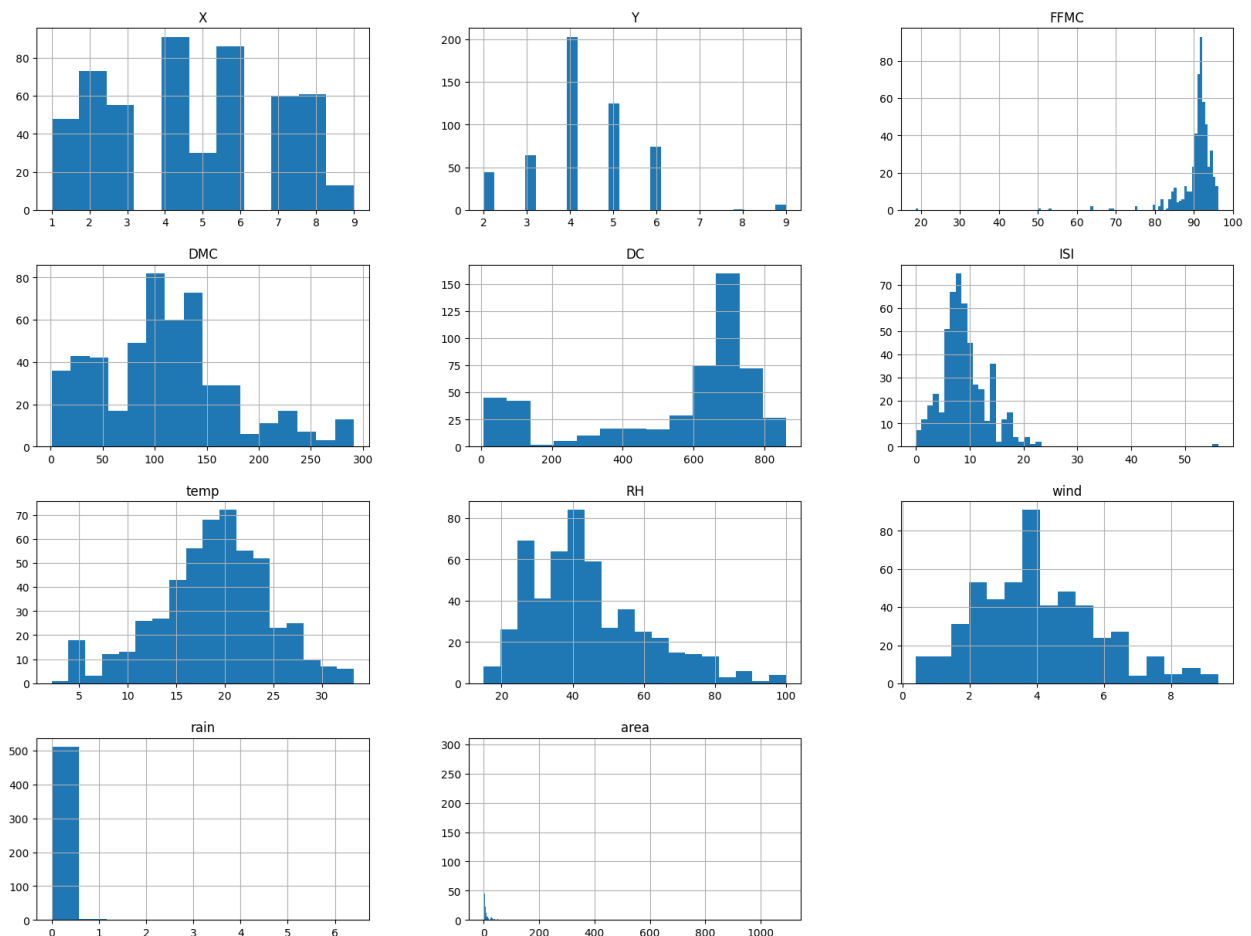 X Y FFMC
80 60 40 20 0
1 2 3 4 5 6 7 8 9
200 150 100 50 0
2 3 4 5 6 7 8 9
80 60 40 20 0
20 30 40 50 60 70 80 90 100
DMC DC ISI
80 60 40 20 0
0 50 100 150 200 250 300
150 125 100 75 50 25 0
0 200 400 600 800
70 60 50 40 30 20 10 0
0 10 20 30 40 50
temp RH wind
70 60 50 40 30 20 10 0
5 10 15 20 25 30
80 60 40 20 0
20 40 60 80 100
80 60 40 20 0
0 2 4 6 8
rain area
500 400 300 200 100 0
0 1 2 3 4 5 6
300 250 200 150 100 50 0
0 200 400 600 800 1000